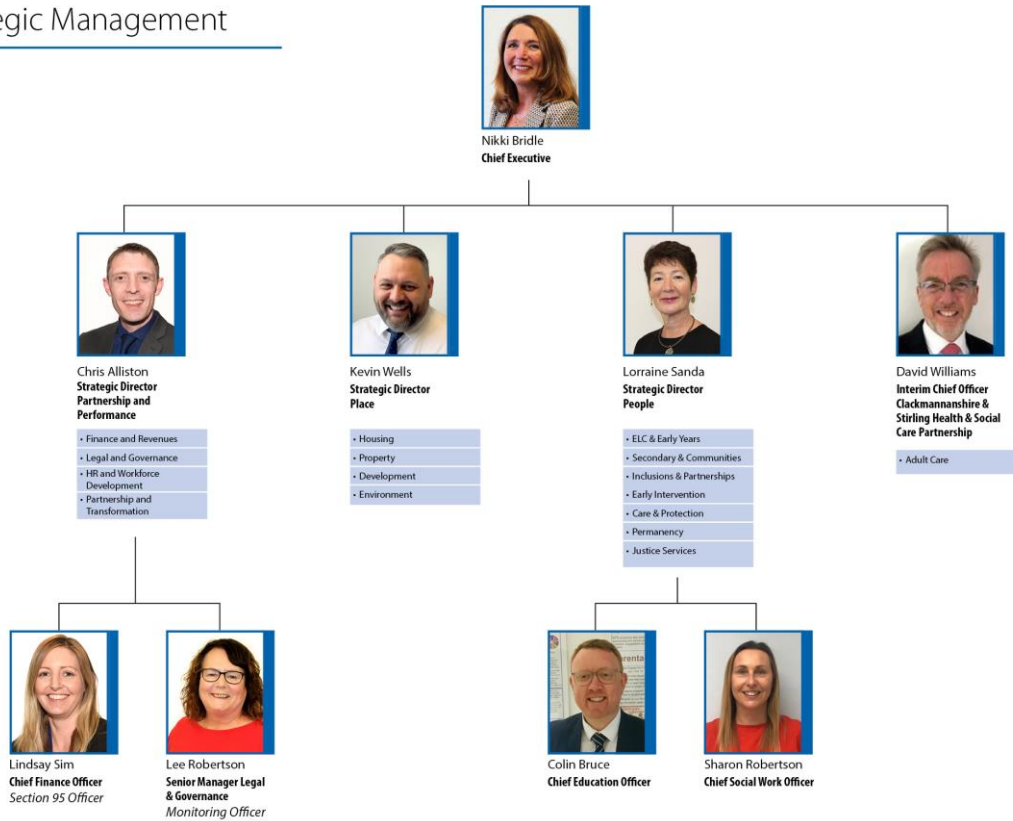 egic Management
Nikki Bridle
Chief Executive
Chris Alliston
Strategic Director
Partnership and
Performance
• Finance and Revenues
• Legal and Governance
• HR and Workforce
Development
• Partnership and
Transformation
Kevin Wells
Strategic Director
Place
• Housing
• Property
• Development
• Environment
Lorraine Sanda
Strategic Director
People
• ELC & Early Years
• Secondary & Communities
• Inclusions & Partnerships
• Early Intervention
• Care & Protection
• Permanency
• Justice Services
David Williams
Interim Chief Officer
Clackmannanshire &
Stirling Health & Social
Care Partnership
• Adult Care
Lindsay Sim
Chief Finance Officer
Section 95 Officer
Lee Robertson
Senior Manager Legal
& Governance
Monitoring Officer
Colin Bruce
Chief Education Officer
Sharon Robertson
Chief Social Work Officer